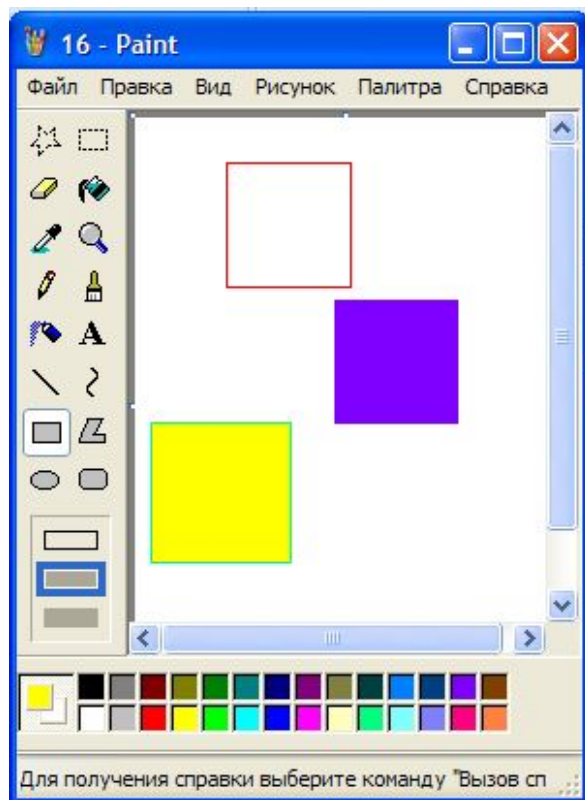 16 - Paint
Файл Правка Вид Рисунок Палитра Справка
A
Для получения справки выберите команду "Вызов сп